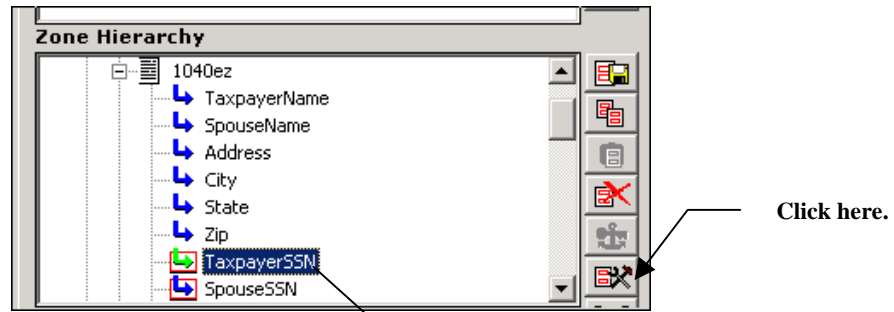 Zone Hierarchy
1040ez
TaxpayerName
SpouseName
Address
City
State
Zip
TaxpayerSSN
SpouseSSN
Click here.